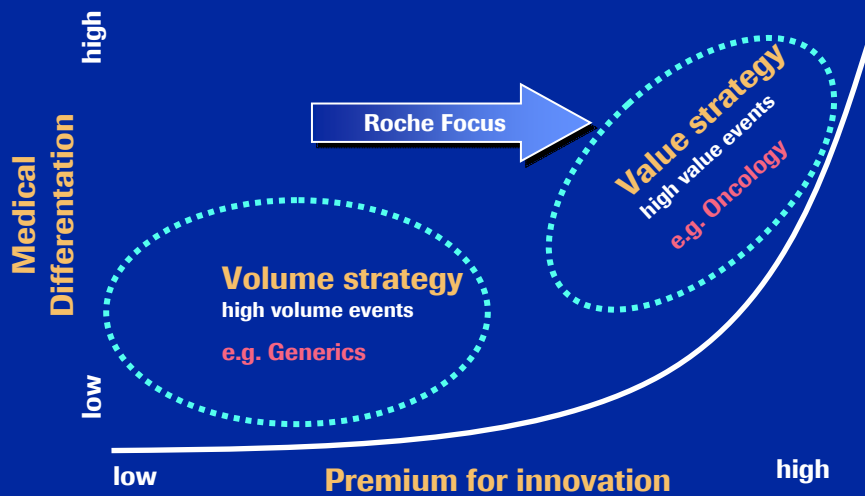 high
Medical
Differentation
low
Roche Focus
Value strategy
high value events
e.g. Oncology
Volume strategy
high volume events
e.g. Generics
low
Premium for innovation
high